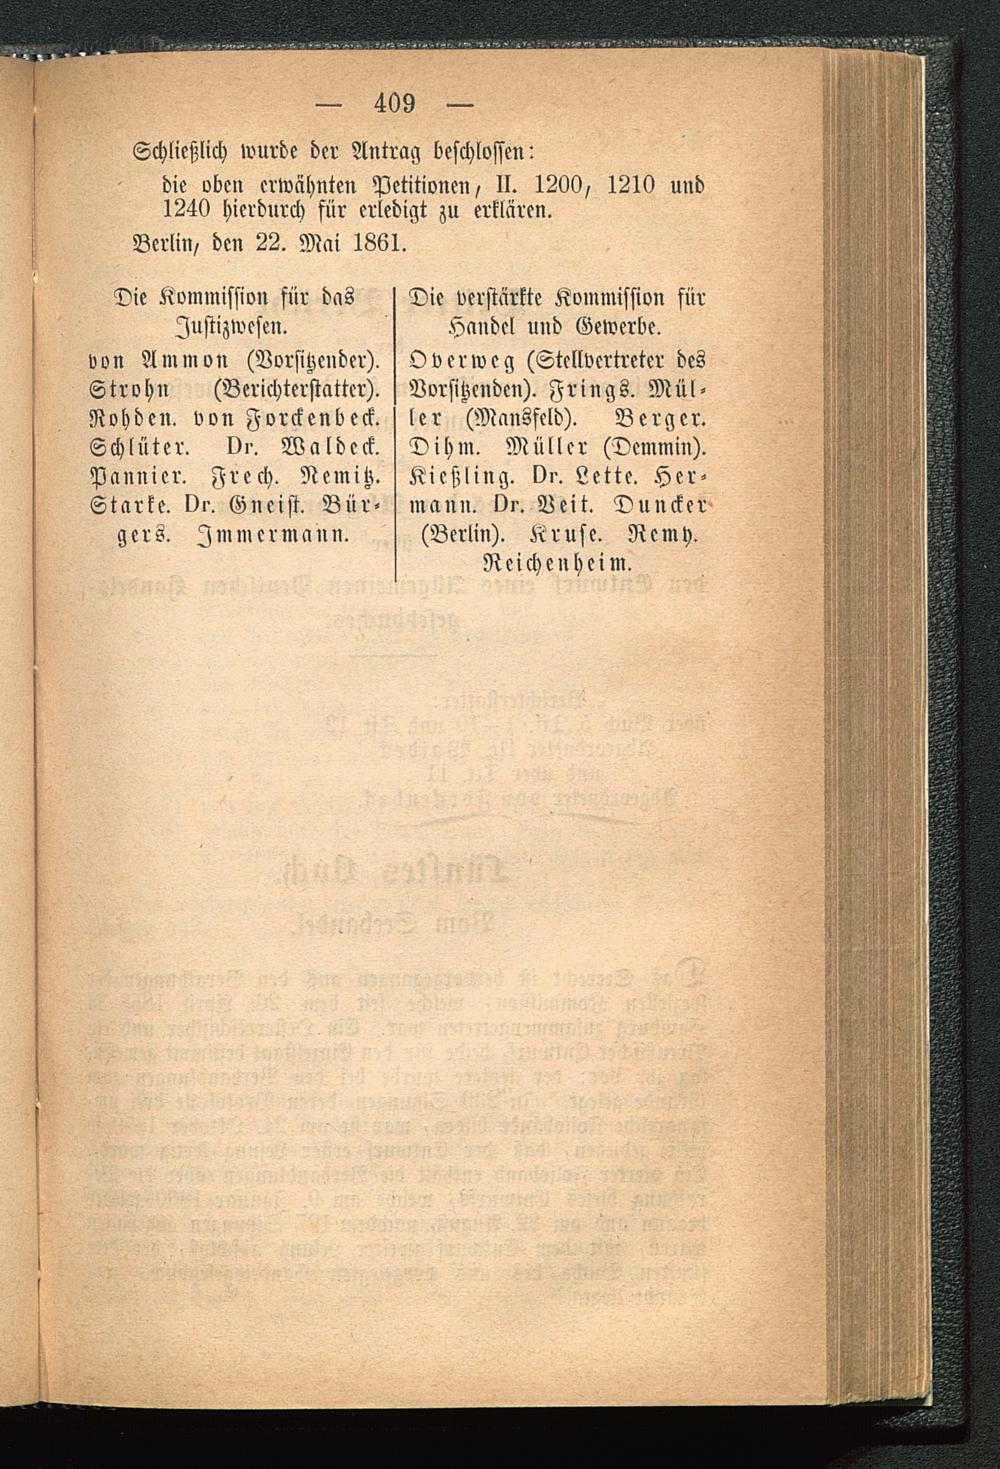 — 409 —
Schließlich wurde der Antrag beschlossen:
die oben erwähnten Petitionen, II. 1200, 1210 und
1240 hierdurch für erledigt zu erklären.
Berlin, den 22. Mai 1861.
Die Kommission für das
Justizwesen.
von Ammon (Vorsitzender).
Strohn (Berichterstatter).
Rohden. von Forckenbeck.
Schlüter. Dr. Waldeck.
Pannier. Frech. Nemitz.
Starke. Dr. Gneist. Bür-
gers. Immermann.
Die verstärkte Kommission für
Handel und Gewerbe.
Overweg (Stellvertreter des
Vorsitzenden). Frings. Mül-
ler (Mansfeld). Berger.
Dihm. Müller (Demmin).
Kießling. Dr. Lette. Her-
mann. Dr. Veit. Duncker
(Berlin). Kruse. Remy.
Reichenheim.